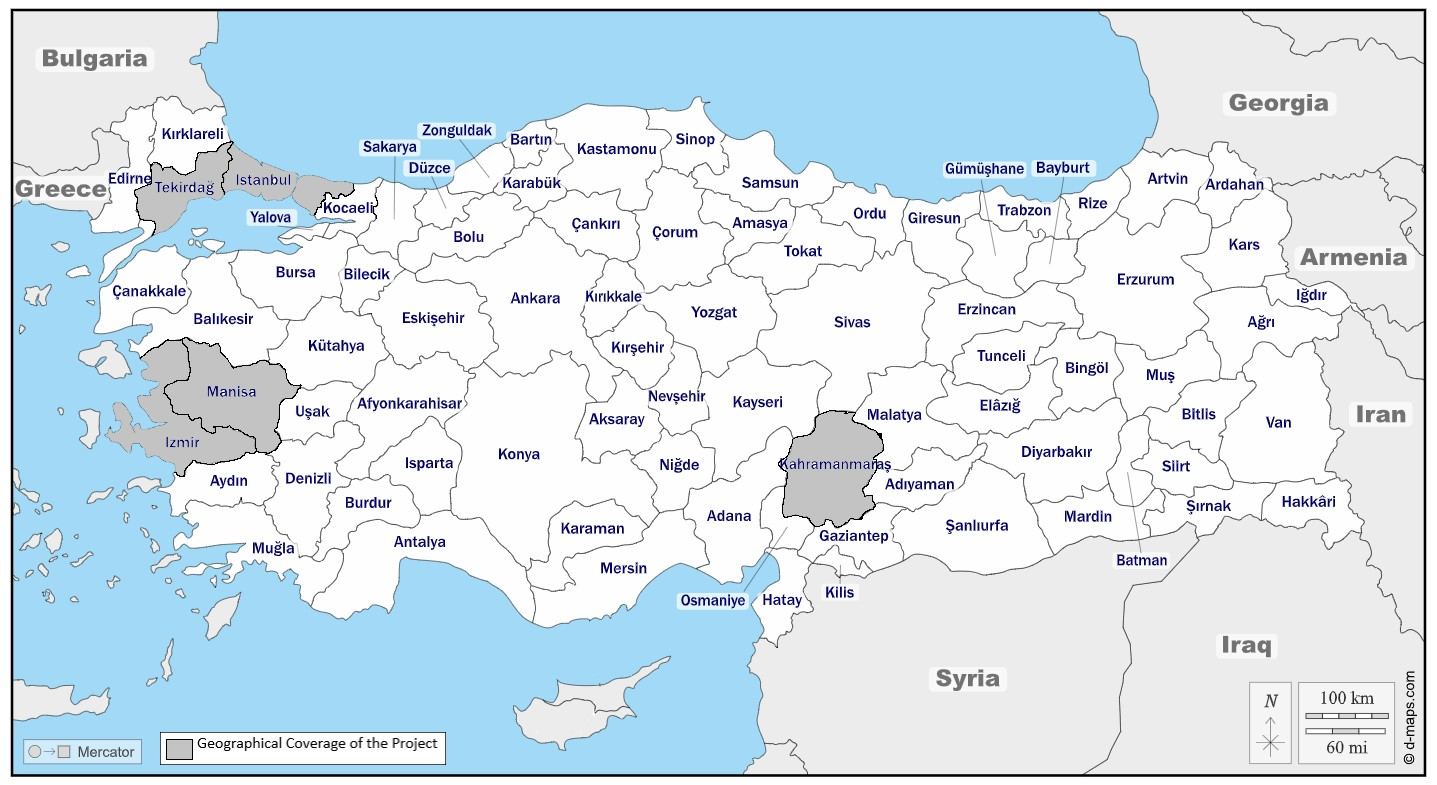 Bulgaria
Georgia
Kırklareli
Zonguldak
Bartın
Sinop
Sakarya
Kastamonu
Düzce
Gümüşhane
Bayburt
Greece
Edirne
Tekirdağ
Istanbul
Karabük
Samsun
Artvin
Ardahan
Kocaeli
Yalova
Çankırı
Çorum
Amasya
Ordu
Giresun
Trabzon
Rize
Bolu
Tokat
Kars
Armenia
Bursa
Bilecik
Çanakkale
Ankara
Kırıkkale
Erzurum
Iğdır
Balıkesir
Eskişehir
Yozgat
Sivas
Erzincan
Ağrı
Kütahya
Kırşehir
Tunceli
Bingöl
Muş
Manisa
Uşak
Afyonkarahisar
Nevşehir
Kayseri
Aksaray
Malatya
Elâzığ
Bitlis
Van
Iran
Izmir
Konya
Isparta
Niğde
Kahramanmaraş
Diyarbakır
Siirt
Aydın
Denizli
Adıyaman
Burdur
Adana
Şanlıurfa
Mardin
Şırnak
Hakkâri
Karaman
Gaziantep
Muğla
Antalya
Mersin
Batman
Osmaniye
Hatay
Kilis
Syria
Iraq
N
100 km
60 mi
© d-maps.com
Mercator
Geographical Coverage of the Project